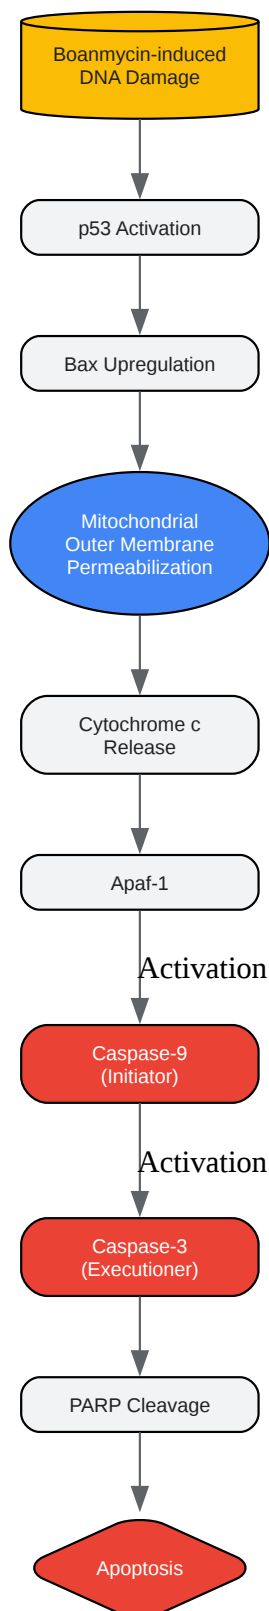 Boanmycin-induced
DNA Damage
p53 Activation
Bax Upregulation
Mitochondrial
Outer Membrane
Permeabilization
Cytochrome c
Release
Apaf-1
Activation
Caspase-9
(Initiator)
Activation
Caspase-3
(Executioner)
PARP Cleavage
Apoptosis